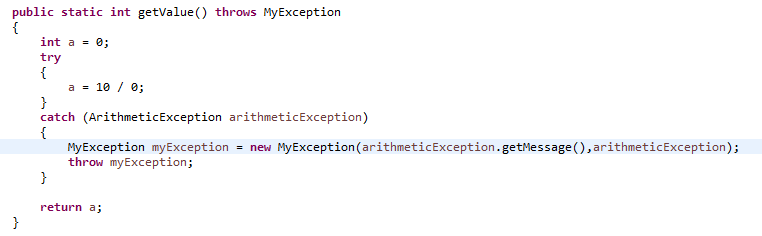 public static int getValue() throws MyException
{
    int a = 0;
    try
    {
        a = 10 / 0;
    }
    catch (ArithmeticException arithmeticException)
    {
        MyException myException = new MyException(arithmeticException.getMessage(),arithmeticException);
        throw myException;
    }

    return a;
}